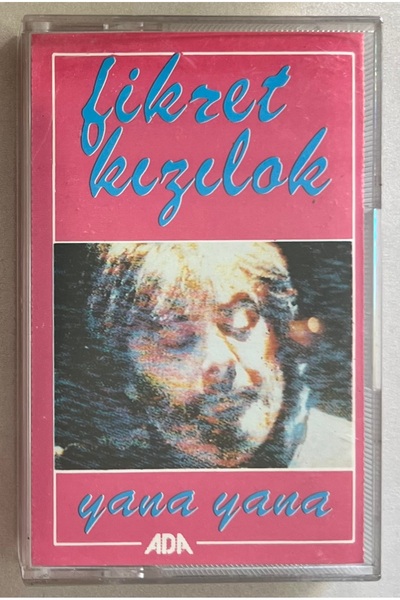 fikret
kızılok
yana yana
ADA